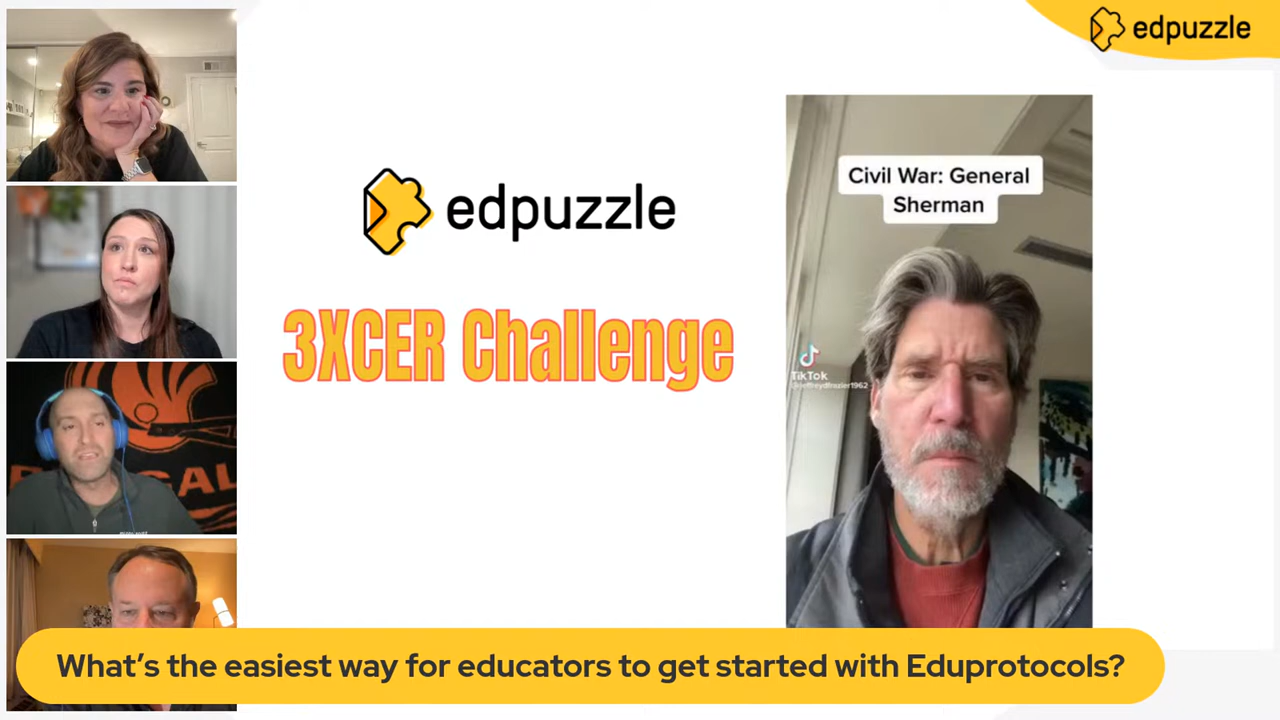 edpuzzle
edpuzzle
3XCER Challenge
Civil War: General
Sherman
TikTok
What's the easiest way for educators to get started with Eduprotocols?